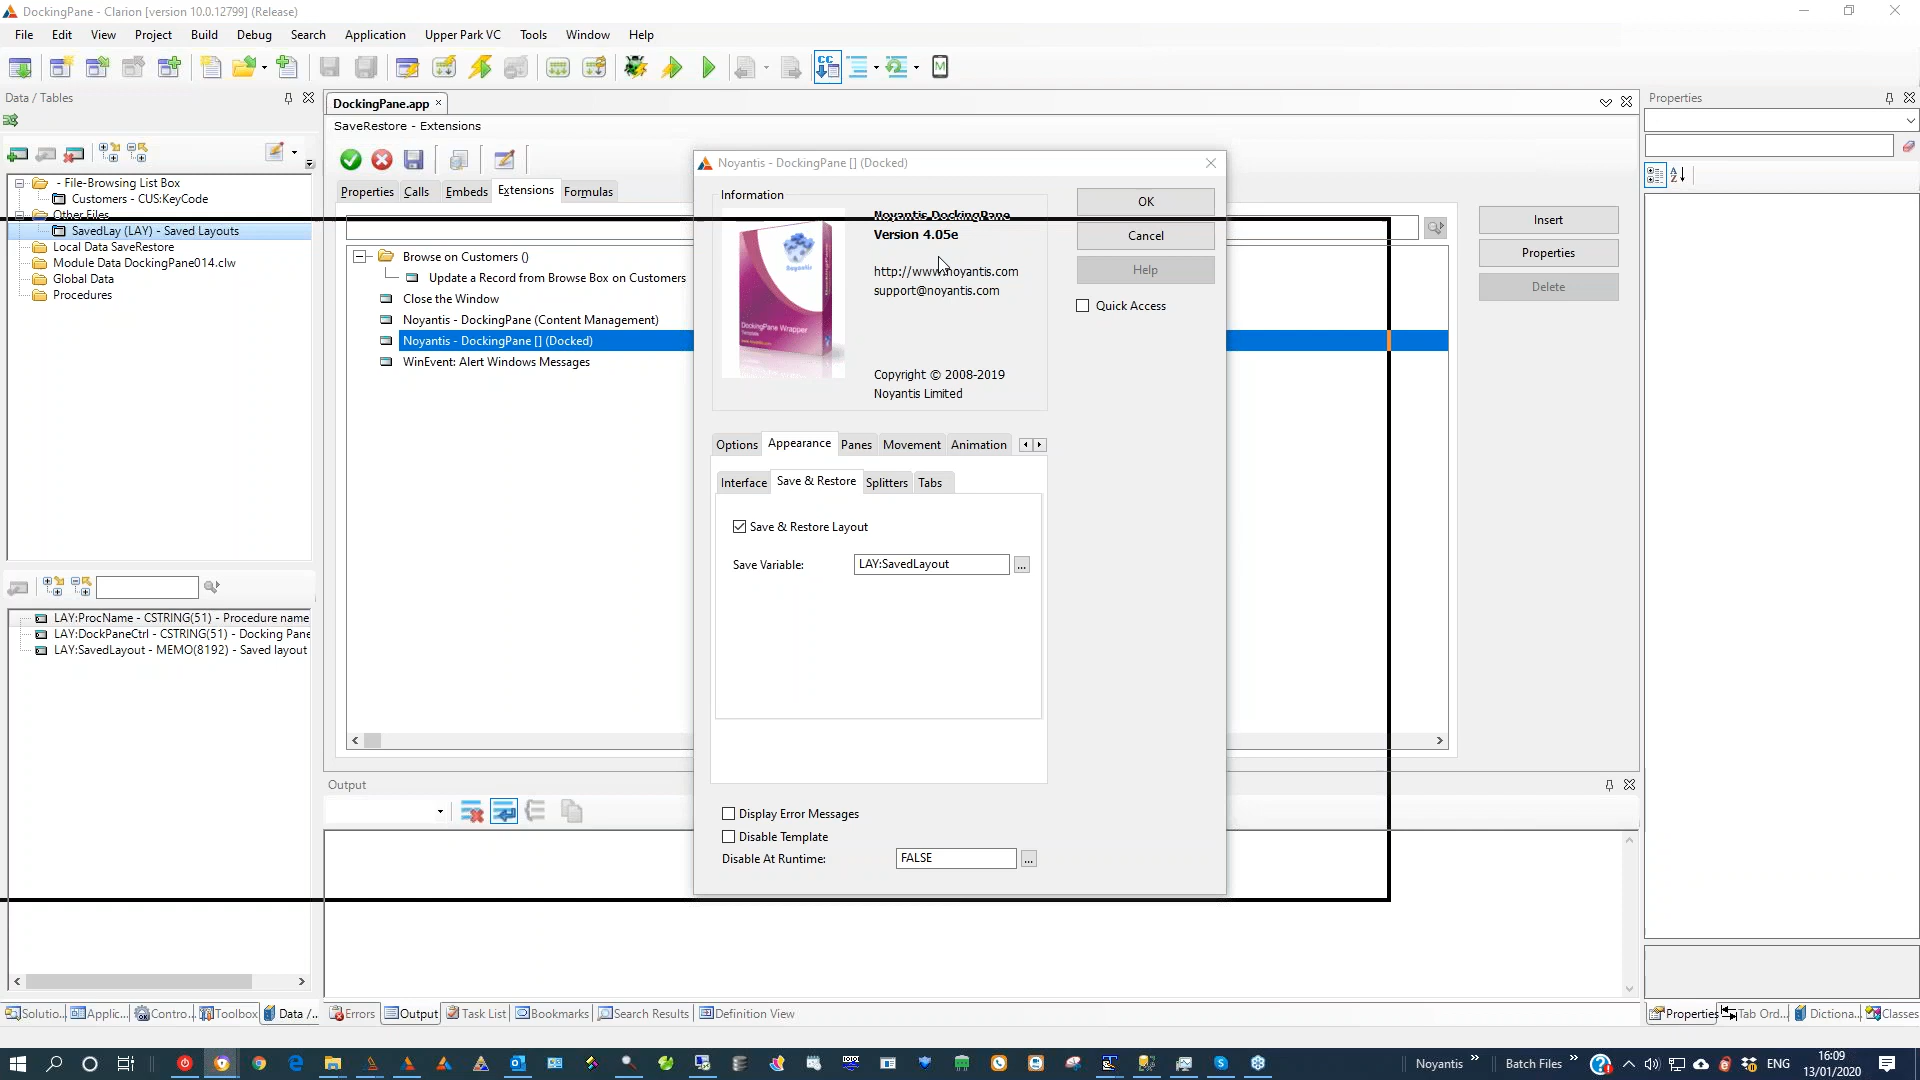 DockingPane - Clarion [version 10.0.12799] (Release)
File Edit View Project Build Debug Search Application Upper Park VC Tools Window Help
Data / Tables
- File-Browsing List Box
Customers - CUS:KeyCode
Other Files
SavedLay (LAY) - Saved Layouts
Local Data SaveRestore
Module Data DockingPane014.clw
Global Data
Procedures
LAY:ProcName - CSTRING(51) - Procedure name
LAY:DockPaneCtrl - CSTRING(51) - Docking Pane
LAY:SavedLayout - MEMO(8192) - Saved layout
DockingPane.app
SaveRestore - Extensions
Properties Calls Embeds Extensions Formulas
Browse on Customers ()
Update a Record from Browse Box on Customers
Close the Window
Noyantis - DockingPane (Content Management)
Noyantis - DockingPane [] (Docked)
WinEvent: Alert Windows Messages
Insert
Properties
Delete
Noyantis - DockingPane [] (Docked)
Information
Noyantis
DockingPane Wrapper
Template
Noyantis DockingPane
Version 4.05e
http://www.noyantis.com
support@noyantis.com
Copyright © 2008-2019
Noyantis Limited
OK
Cancel
Help
Quick Access
Options Appearance Panes Movement Animation
Interface Save & Restore Splitters Tabs
Save & Restore Layout
Save Variable: LAY:SavedLayout ...
Display Error Messages
Disable Template
Disable At Runtime: FALSE ...
Output
Properties
Solutio... Applic... Contro... Toolbox Data /...
Errors Output Task List Bookmarks Search Results Definition View
Properties Tab Ord... Dictiona... Classes
Noyantis » Batch Files » ENG
16:09
13/01/2020